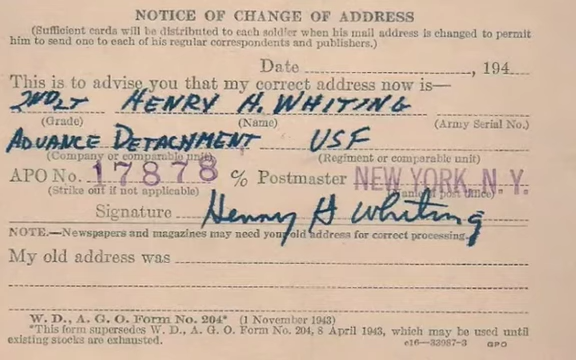 NOTICE OF CHANGE OF ADDRESS
(Sufficient cards will be distributed to each soldier when his mail address is changed to permit
him to send one to each of his regular correspondents and publishers.)
Date ______, 194__
This is to advise you that my correct address now is—
2ND LT HENRY H. WHITING
(Grade) (Name) (Army Serial No.)
ADVANCE DETACHMENT USF
(Company or comparable unit) (Regiment or comparable unit)
APO No. 17878 % Postmaster NEW YORK, N. Y.
(Strike out if not applicable) (Name of post office)
Signature Henry H Whiting
NOTE.—Newspapers and magazines may need your old address for correct processing.
My old address was
W. D., A. G. O. Form No. 204* (1 November 1943)
*This form supersedes W. D., A. G. O. Form No. 204, 8 April 1943, which may be used until
existing stocks are exhausted. c16—33987-3 GPO